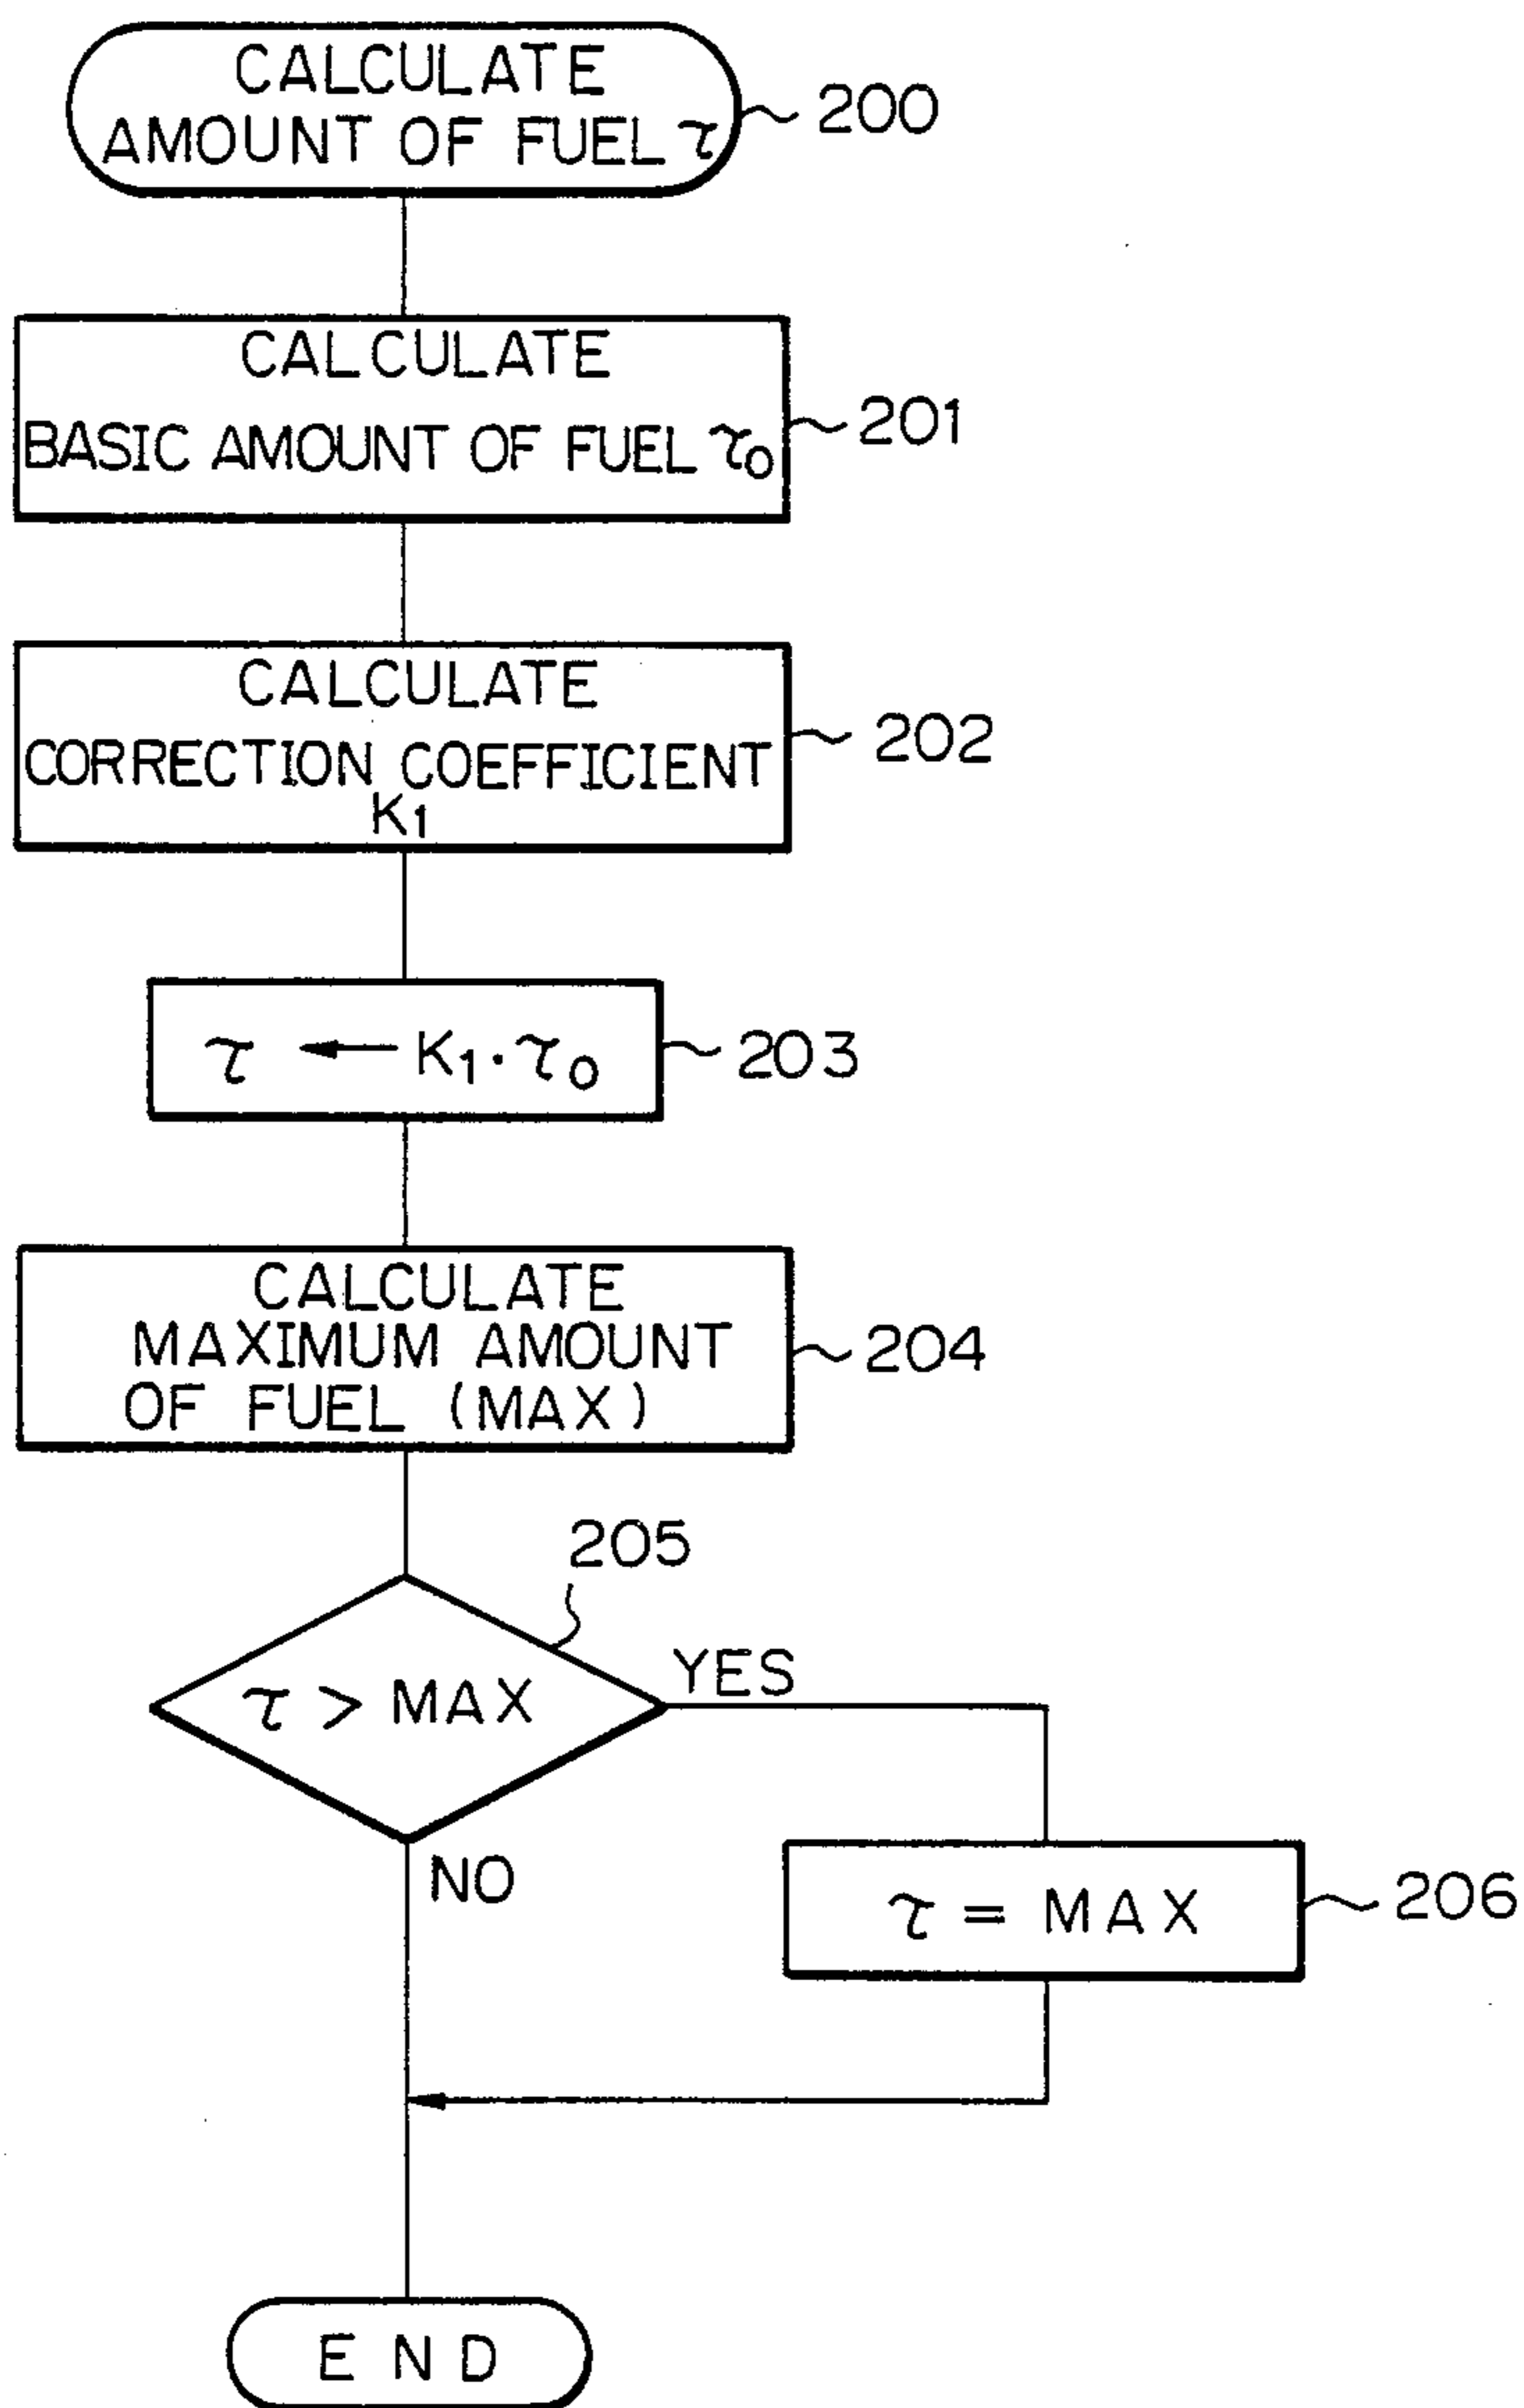 CALCULATE
AMOUNT OF FUEL τ
200
CALCULATE
BASIC AMOUNT OF FUEL τ₀
201
CALCULATE
CORRECTION COEFFICIENT
K₁
202
τ ← K₁·τ₀
203
CALCULATE
MAXIMUM AMOUNT
OF FUEL (MAX)
204
205
τ > MAX
YES
NO
τ = MAX
206
END